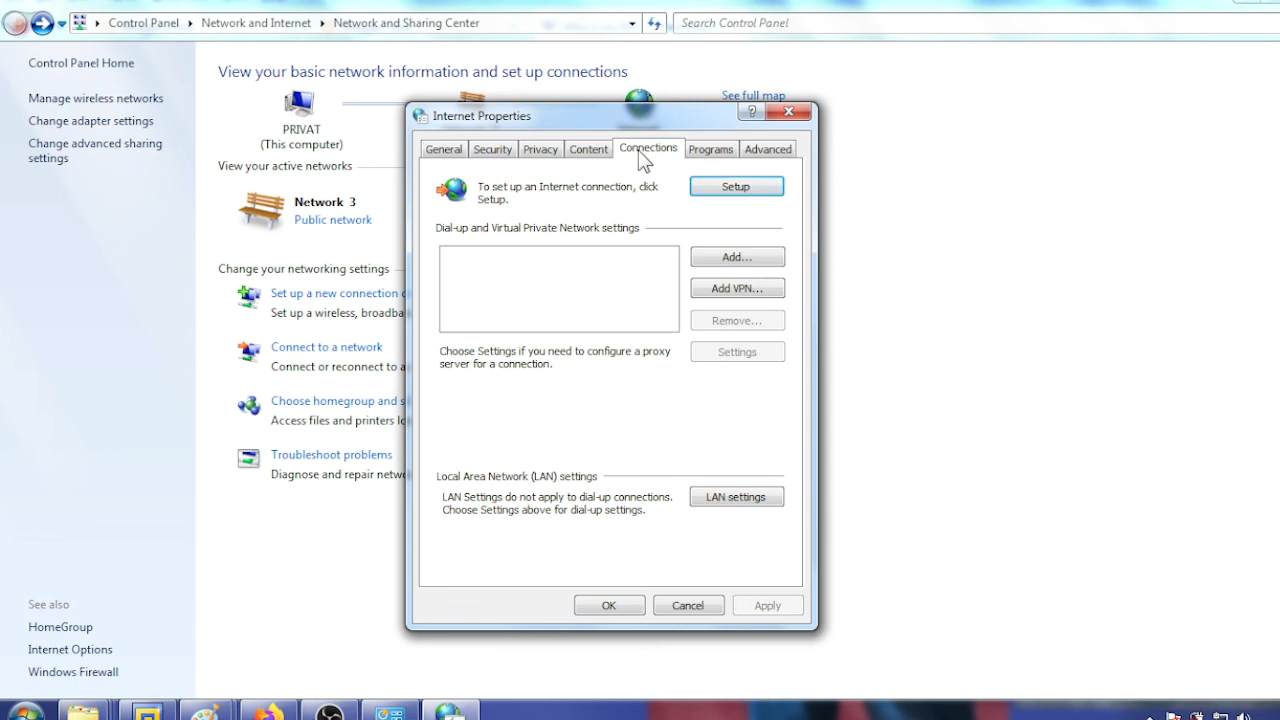 Control Panel Network and Internet Network and Sharing Center Search Control Panel
Control Panel Home
Manage wireless networks
Change adapter settings
Change advanced sharing
settings
See also
HomeGroup
Internet Options
Windows Firewall
View your basic network information and set up connections
See full map
PRIVAT
(This computer)
View your active networks
Network 3
Public network
Change your networking settings
Set up a new connection
Set up a wireless, broadba
Connect to a network
Connect or reconnect to a
Choose homegroup and s
Access files and printers lo
Troubleshoot problems
Diagnose and repair netwo
Internet Properties
?
General Security Privacy Content Connections Programs Advanced
To set up an Internet connection, click
Setup.
Setup
Dial-up and Virtual Private Network settings
Add...
Add VPN...
Remove...
Choose Settings if you need to configure a proxy
server for a connection.
Settings
Local Area Network (LAN) settings
LAN Settings do not apply to dial-up connections.
Choose Settings above for dial-up settings.
LAN settings
OK Cancel Apply